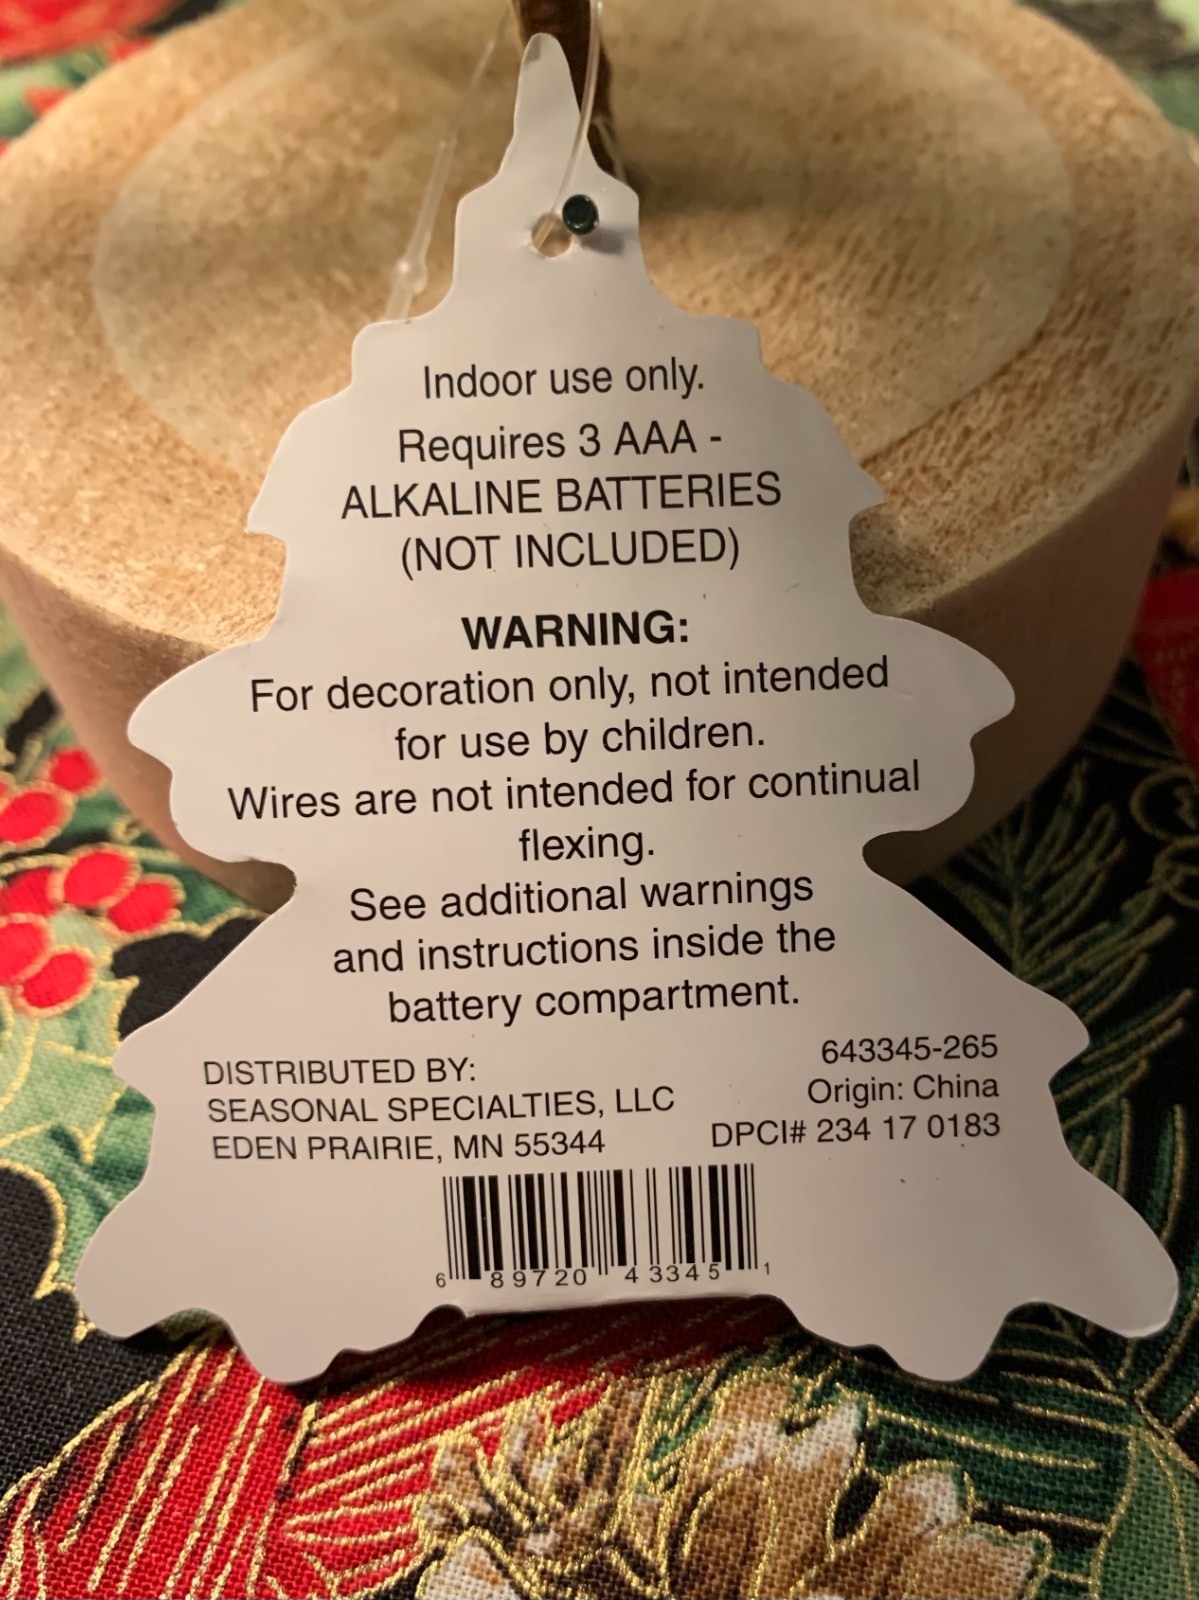 Indoor use only.
Requires 3 AAA -
ALKALINE BATTERIES
(NOT INCLUDED)
WARNING:
For decoration only, not intended
for use by children.
Wires are not intended for continual
flexing.
See additional warnings
and instructions inside the
battery compartment.
DISTRIBUTED BY:
SEASONAL SPECIALTIES, LLC
EDEN PRAIRIE, MN 55344
643345-265
Origin: China
DPCI# 234 17 0183
6 89720 43345 1